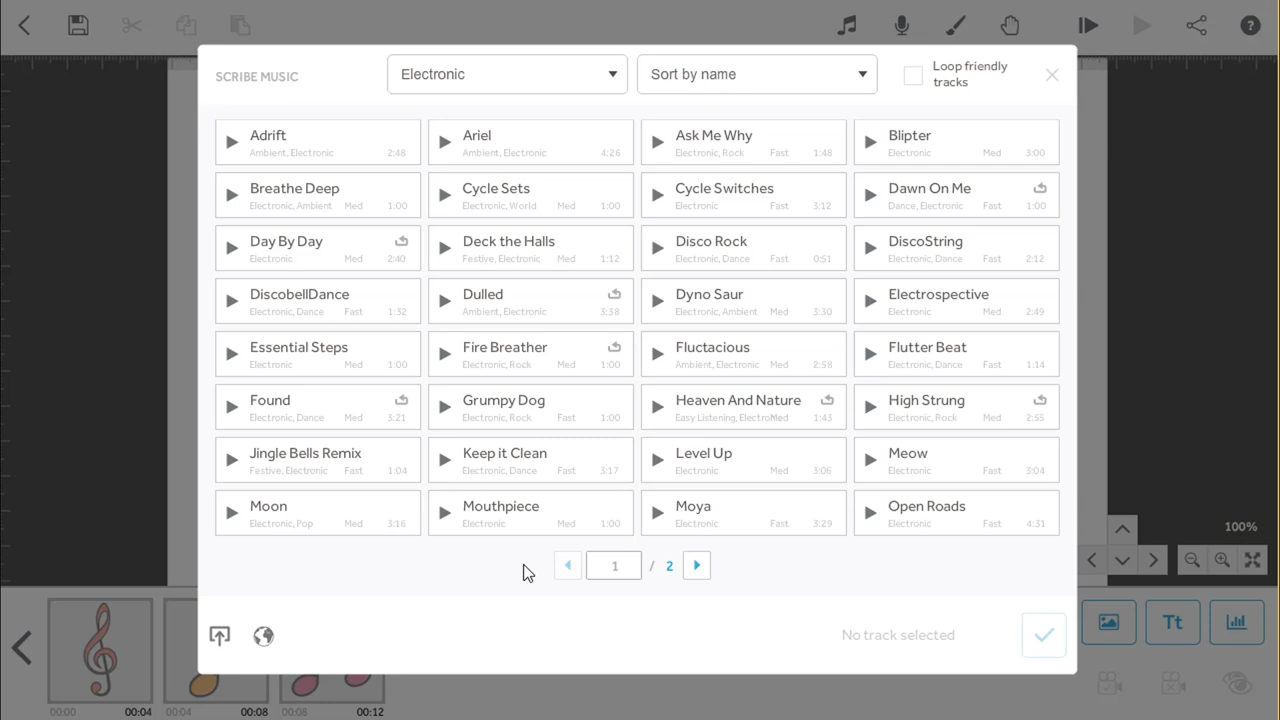 SCRIBE MUSIC
Electronic
Sort by name
Loop friendly
tracks
Adrift
Ambient, Electronic 2:48
Ariel
Ambient, Electronic 4:26
Ask Me Why
Electronic, Rock Fast 1:48
Blipter
Electronic Med 3:00
Breathe Deep
Electronic, Ambient Med 1:00
Cycle Sets
Electronic, World Med 1:00
Cycle Switches
Electronic Fast 3:12
Dawn On Me
Dance, Electronic Fast 1:00
Day By Day
Electronic Med 2:40
Deck the Halls
Festive, Electronic Med 1:12
Disco Rock
Electronic, Dance Fast 0:51
DiscoString
Electronic, Dance Fast 2:12
DiscobellDance
Electronic, Dance Fast 1:32
Dulled
Ambient, Electronic 3:38
Dyno Saur
Electronic, Ambient Med 3:30
Electrospective
Electronic Med 2:49
Essential Steps
Electronic Med 1:00
Fire Breather
Electronic, Rock Med 1:00
Fluctacious
Ambient, Electronic Med 2:58
Flutter Beat
Electronic, Dance Fast 1:14
Found
Electronic, Dance Med 3:21
Grumpy Dog
Electronic, Rock Fast 1:00
Heaven And Nature
Easy Listening, Electro Med 1:43
High Strung
Electronic, Rock Med 2:55
Jingle Bells Remix
Festive, Electronic Fast 1:04
Keep it Clean
Electronic, Dance Fast 3:17
Level Up
Electronic Med 3:06
Meow
Electronic Fast 3:04
Moon
Electronic, Pop Med 3:16
Mouthpiece
Electronic Med 1:00
Moya
Electronic Fast 3:29
Open Roads
Electronic Fast 4:31
1 / 2
No track selected
100%
Tt
00:00 00:04
00:04 00:08
00:08 00:12